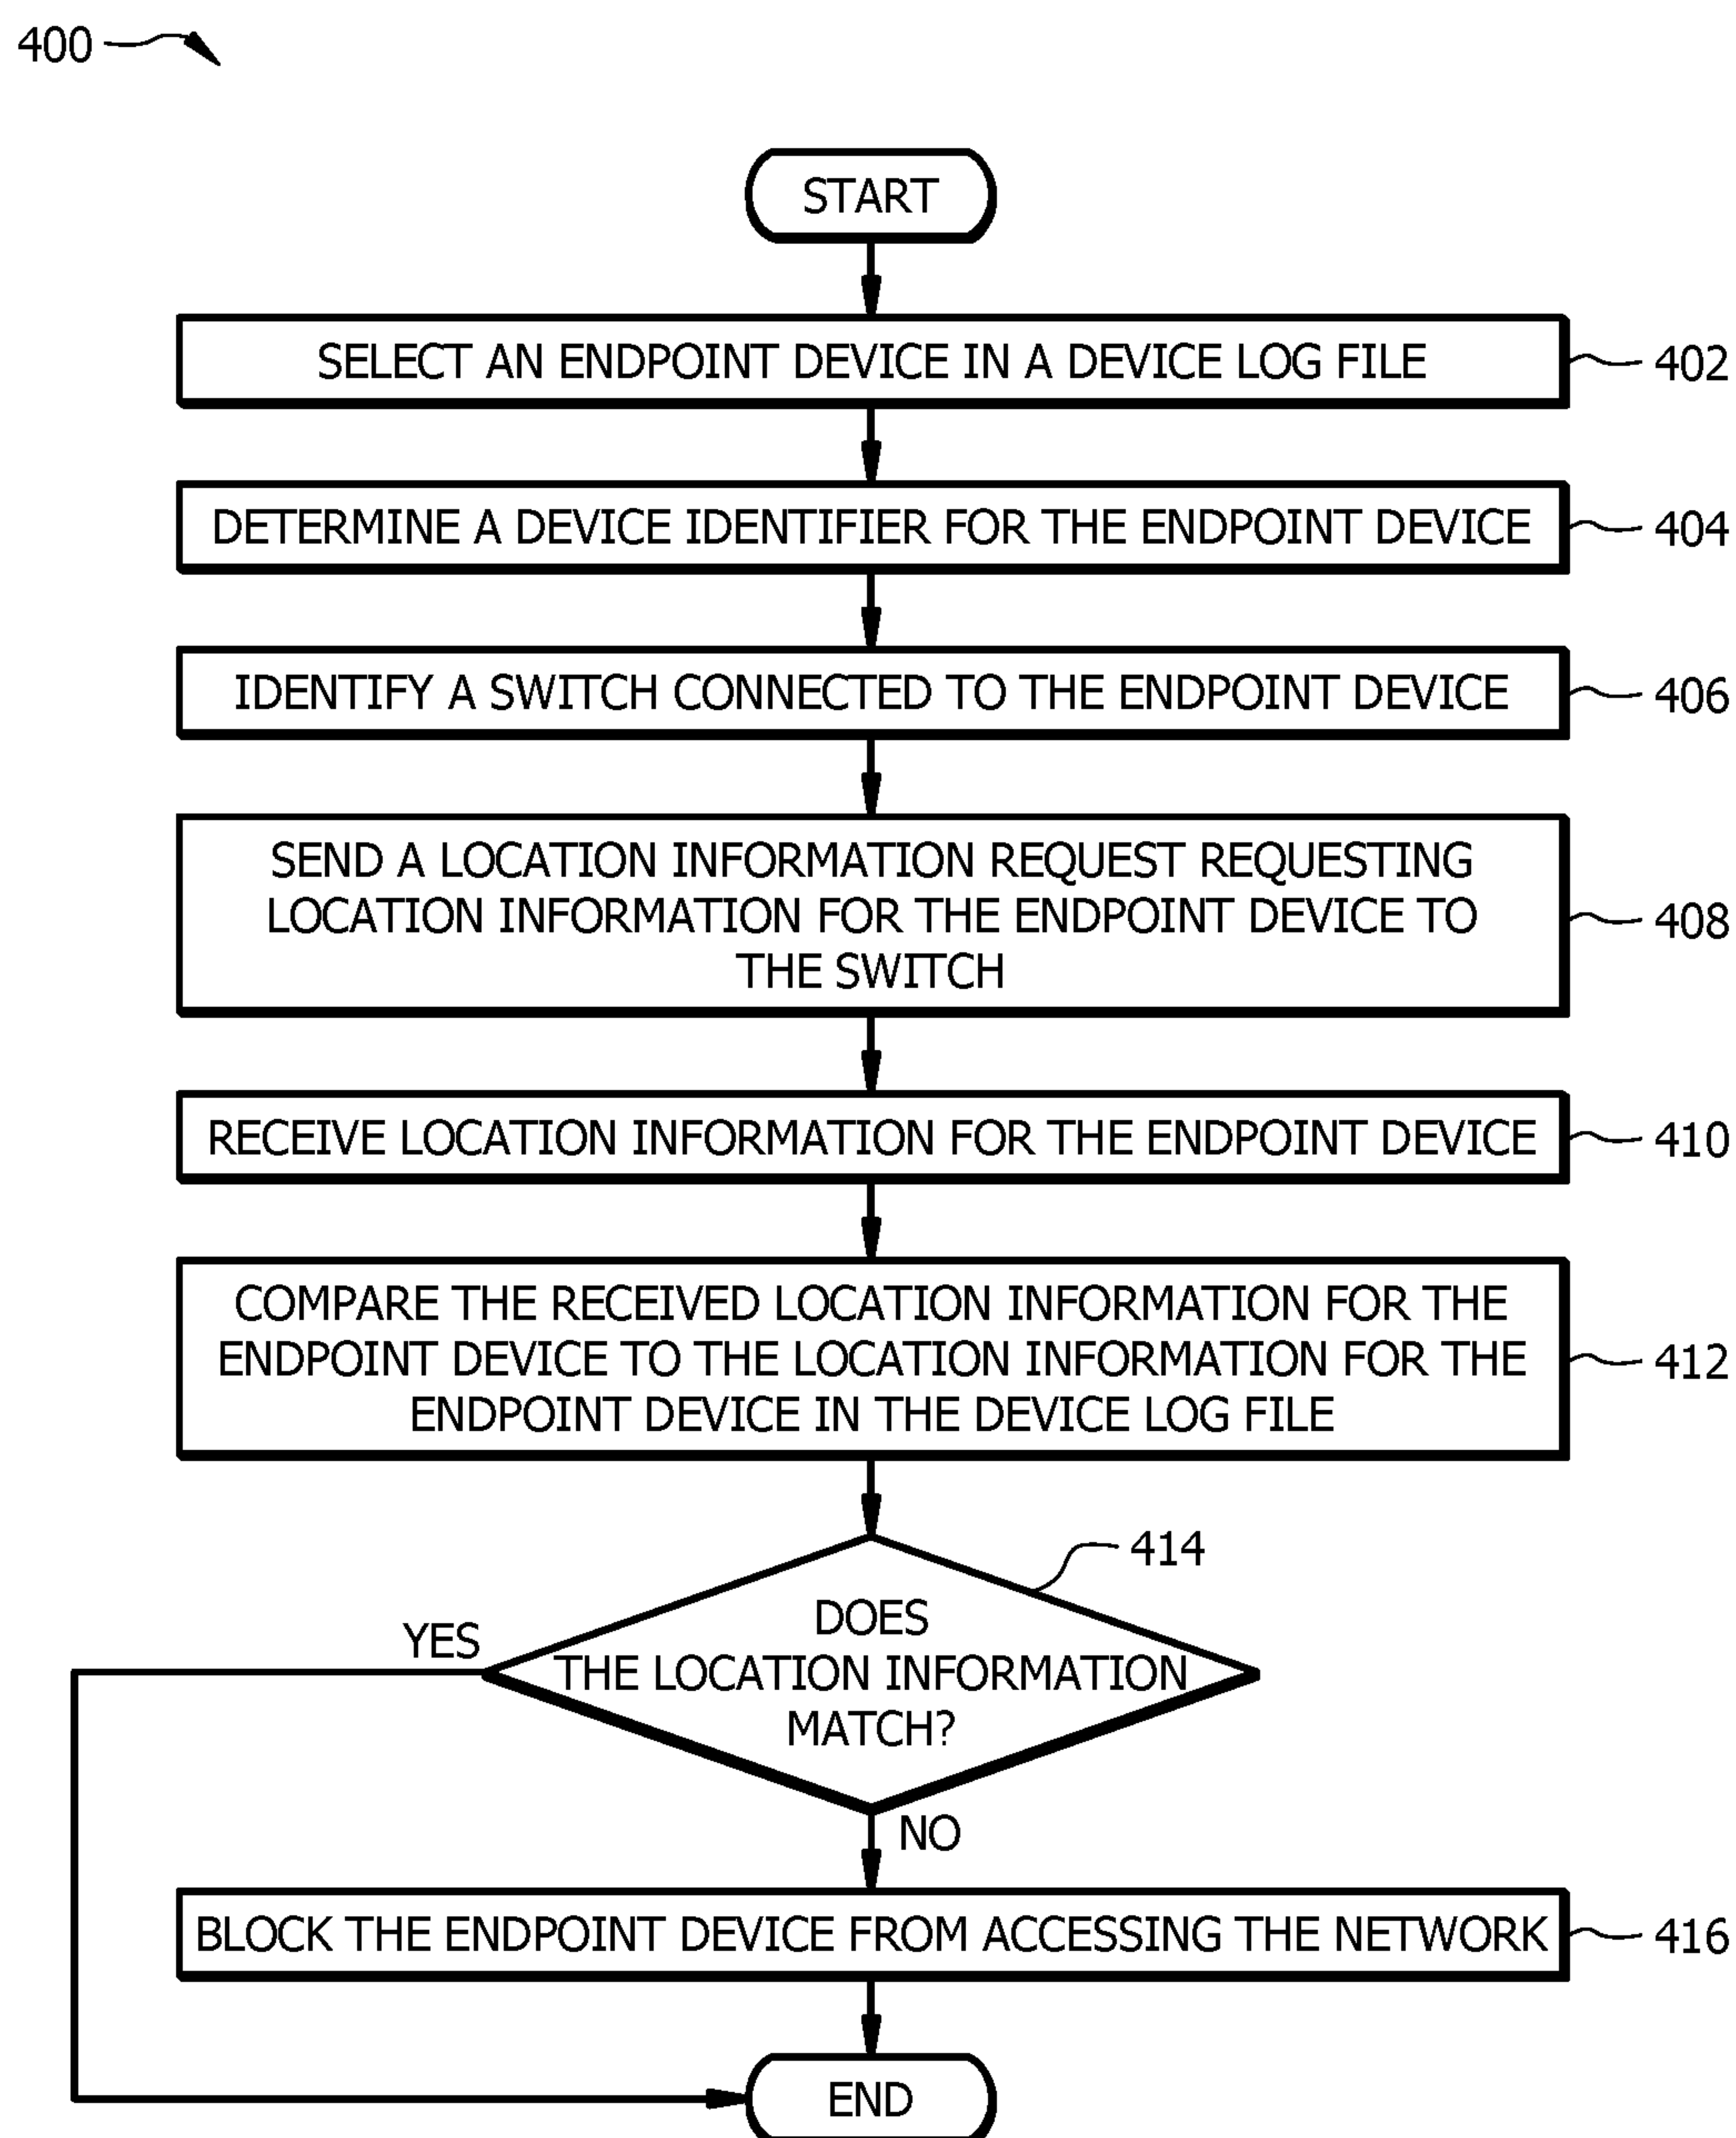 400
START
SELECT AN ENDPOINT DEVICE IN A DEVICE LOG FILE
402
DETERMINE A DEVICE IDENTIFIER FOR THE ENDPOINT DEVICE
404
IDENTIFY A SWITCH CONNECTED TO THE ENDPOINT DEVICE
406
SEND A LOCATION INFORMATION REQUEST REQUESTING
LOCATION INFORMATION FOR THE ENDPOINT DEVICE TO
THE SWITCH
408
RECEIVE LOCATION INFORMATION FOR THE ENDPOINT DEVICE
410
COMPARE THE RECEIVED LOCATION INFORMATION FOR THE
ENDPOINT DEVICE TO THE LOCATION INFORMATION FOR THE
ENDPOINT DEVICE IN THE DEVICE LOG FILE
412
414
DOES
THE LOCATION INFORMATION
MATCH?
YES
NO
BLOCK THE ENDPOINT DEVICE FROM ACCESSING THE NETWORK
416
END